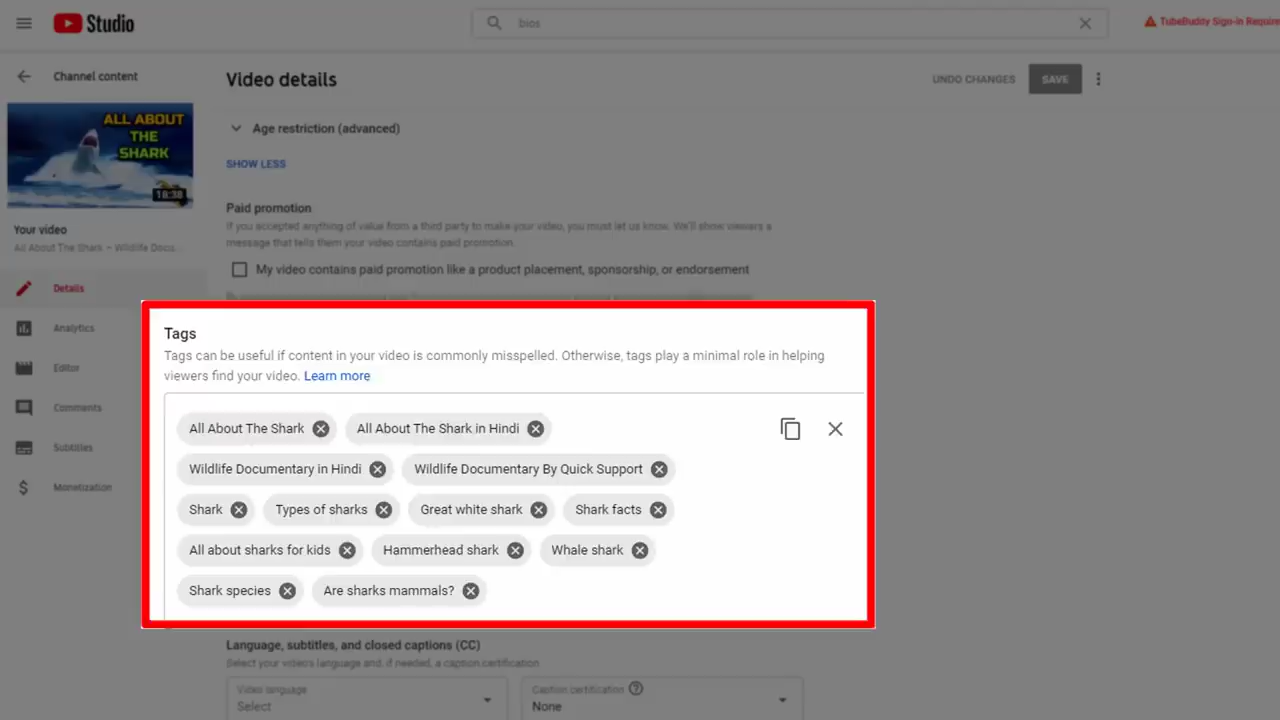 Studio
bios
TubeBuddy Sign-in Requir
Channel content
Video details
UNDO CHANGES
SAVE
ALL ABOUT
THE
SHARK
Age restriction (advanced)
SHOW LESS
Paid promotion
If you accepted anything of value from a third party to make your video, you must let us know. We'll show viewers a
message that tells them your video contains paid promotion.
Your video
All About The Shark – Wildlife Docu...
My video contains paid promotion like a product placement, sponsorship, or endorsement
Details
Analytics
Editor
Comments
Subtitles
Monetization
Tags
Tags can be useful if content in your video is commonly misspelled. Otherwise, tags play a minimal role in helping
viewers find your video. Learn more
All About The Shark
All About The Shark in Hindi
Wildlife Documentary in Hindi
Wildlife Documentary By Quick Support
Shark
Types of sharks
Great white shark
Shark facts
All about sharks for kids
Hammerhead shark
Whale shark
Shark species
Are sharks mammals?
Language, subtitles, and closed captions (CC)
Select your video's language and, if needed, a caption certification
Video language
Select
Caption certification
None